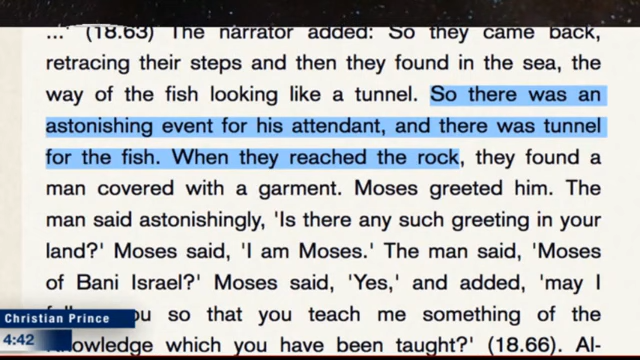 ...' (18.63) The narrator added: So they came back,
retracing their steps and then they found in the sea, the
way of the fish looking like a tunnel. So there was an
astonishing event for his attendant, and there was tunnel
for the fish. When they reached the rock, they found a
man covered with a garment. Moses greeted him. The
man said astonishingly, 'Is there any such greeting in your
land?' Moses said, 'I am Moses.' The man said, 'Moses
of Bani Israel?' Moses said, 'Yes,' and added, 'may I
you so that you teach me something of the
Christian Prince
4:42
knowledge which you have been taught?' (18.66). Al-